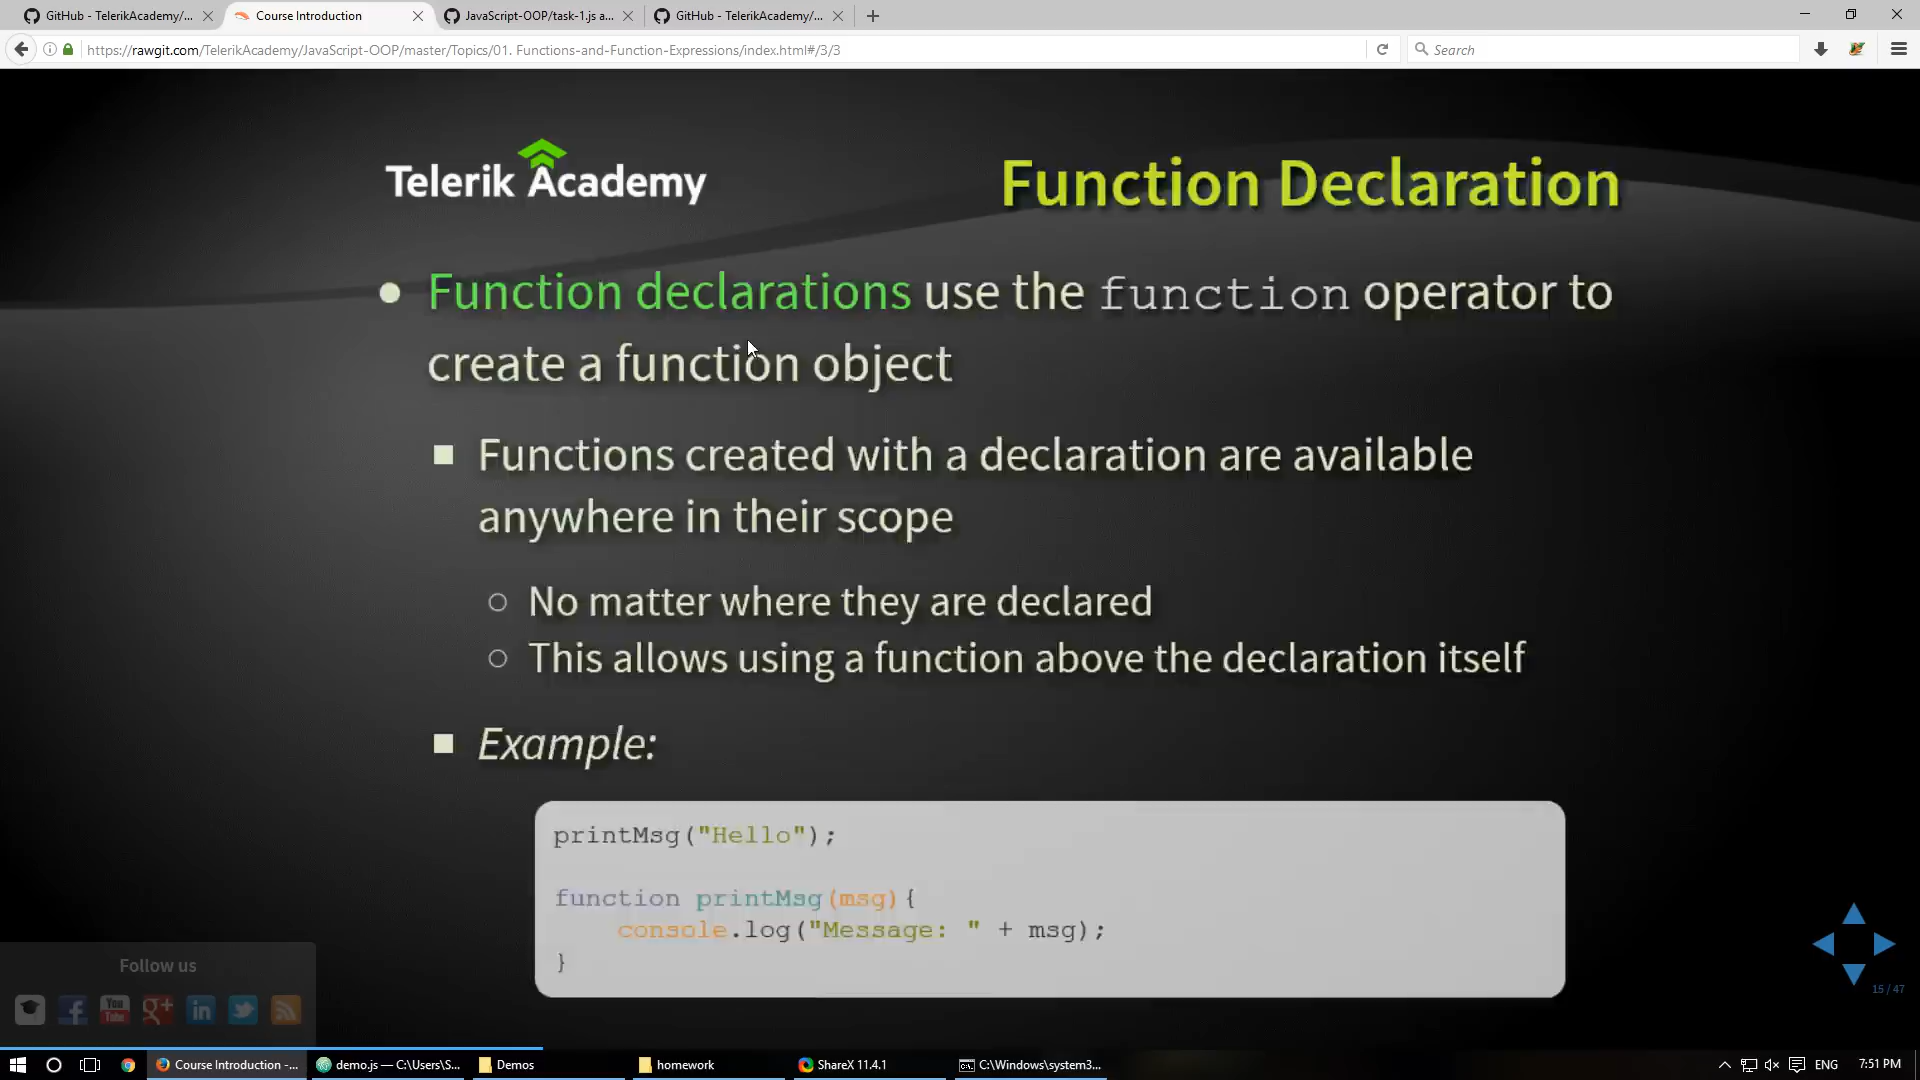 GitHub - TelerikAcademy/...
Course Introduction
JavaScript-OOP/task-1.js a...
GitHub - TelerikAcademy/...
https://rawgit.com/TelerikAcademy/JavaScript-OOP/master/Topics/01. Functions-and-Function-Expressions/index.html#/3/3
Search
Telerik Academy
Function Declaration
Function declarations use the function operator to
create a function object
Functions created with a declaration are available
anywhere in their scope
No matter where they are declared
This allows using a function above the declaration itself
Example:
printMsg("Hello");
function printMsg(msg){
console.log("Message: " + msg);
}
Follow us
You
Tube
g+
in
15 / 47
Course Introduction -...
demo.js — C:\Users\S...
Demos
homework
ShareX 11.4.1
C:\Windows\system3...
ENG
7:51 PM